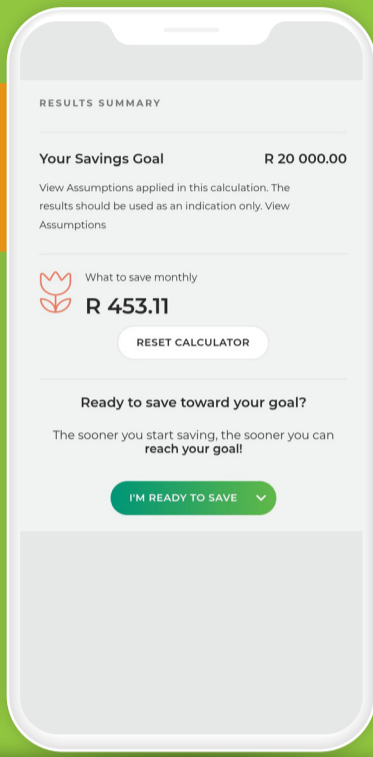 RESULTS SUMMARY
Your Savings Goal R 20 000.00
View Assumptions applied in this calculation. The
results should be used as an indication only. View
Assumptions
What to save monthly
R 453.11
RESET CALCULATOR
Ready to save toward your goal?
The sooner you start saving, the sooner you can
reach your goal!
I'M READY TO SAVE